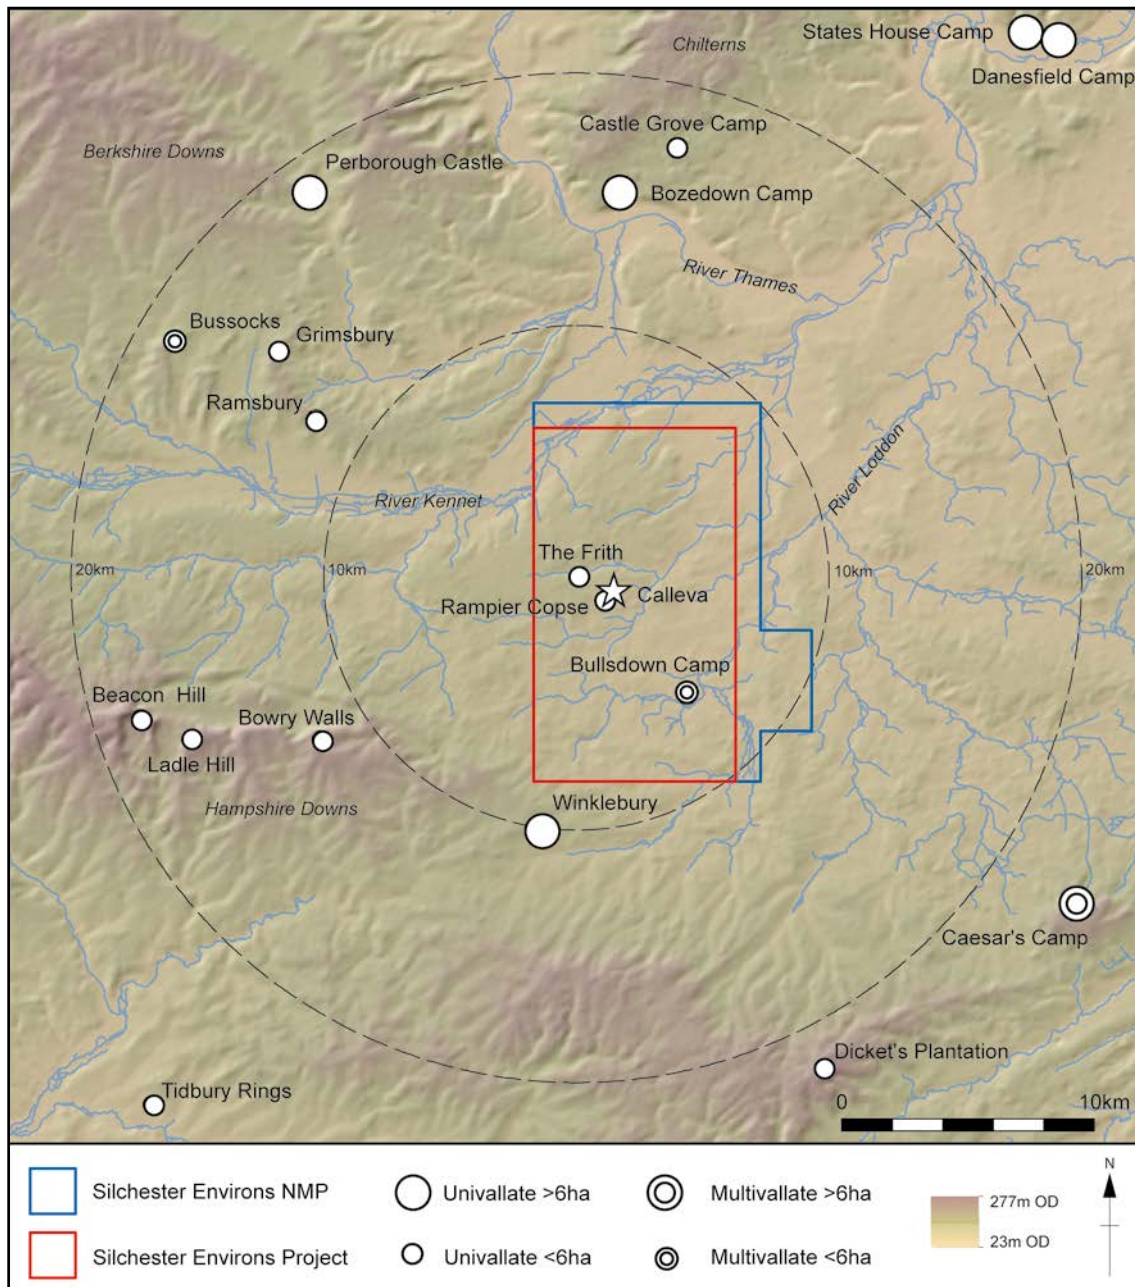 States House Camp
Chilterns
Danesfield Camp
Castle Grove Camp
Berkshire Downs
Perborough Castle
Bozedown Camp
River Thames
Bussocks
Grimsbury
Ramsbury
River Loddon
River Kennet
The Frith
20km
10km
10km
20km
Calleva
Rampier Copse
Bullsdown Camp
Beacon Hill
Bowry Walls
Ladle Hill
Winklebury
Hampshire Downs
Caesar's Camp
Dicket's Plantation
Tidbury Rings
0
10km
N
Silchester Environs NMP
Univallate >6ha
Multivallate >6ha
277m OD
23m OD
Silchester Environs Project
Univallate <6ha
Multivallate <6ha